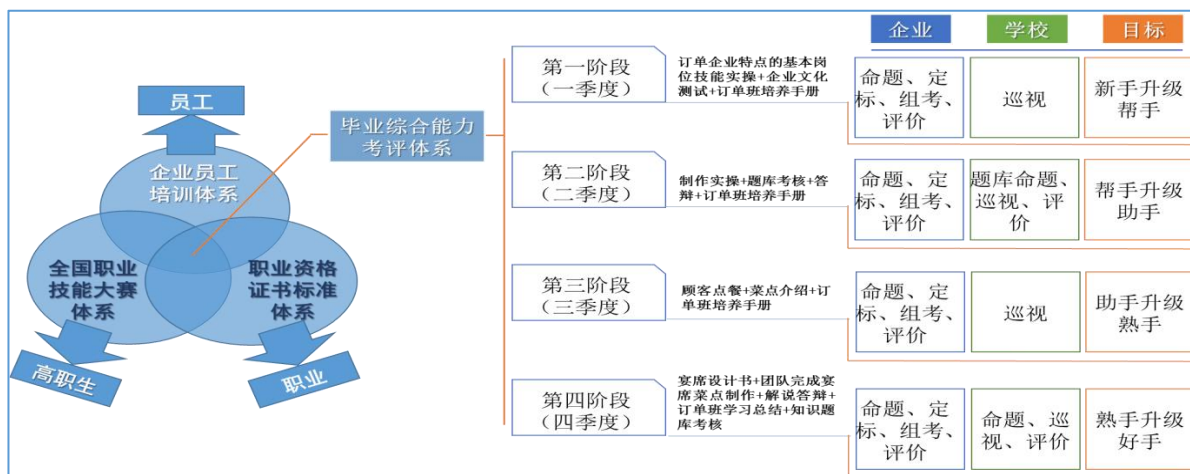 员工
企业员工
培训体系
全国职业
技能大赛
体系
职业资格
证书标准
体系
高职生
职业
毕业综合能力
考评体系
企业
学校
目标
第一阶段
（一季度）
订单企业特点的基本岗
位技能实操+企业文化
测试+订单班培养手册
命题、定
标、组考、
评价
巡视
新手升级
帮手
第二阶段
（二季度）
制作实操+题库考核+答
辩+订单班培养手册
命题、定
标、组考、
评价
题库命题、
巡视、评
价
帮手升级
助手
第三阶段
（三季度）
顾客点餐+菜点介绍+订
单班培养手册
命题、定
标、组考、
评价
巡视
助手升级
熟手
第四阶段
（四季度）
宴席设计书+团队完成宴
席菜点制作+解说答辩+
订单班学习总结+知识题
库考核
命题、定
标、组考、
评价
命题、巡
视、评价
熟手升级
好手